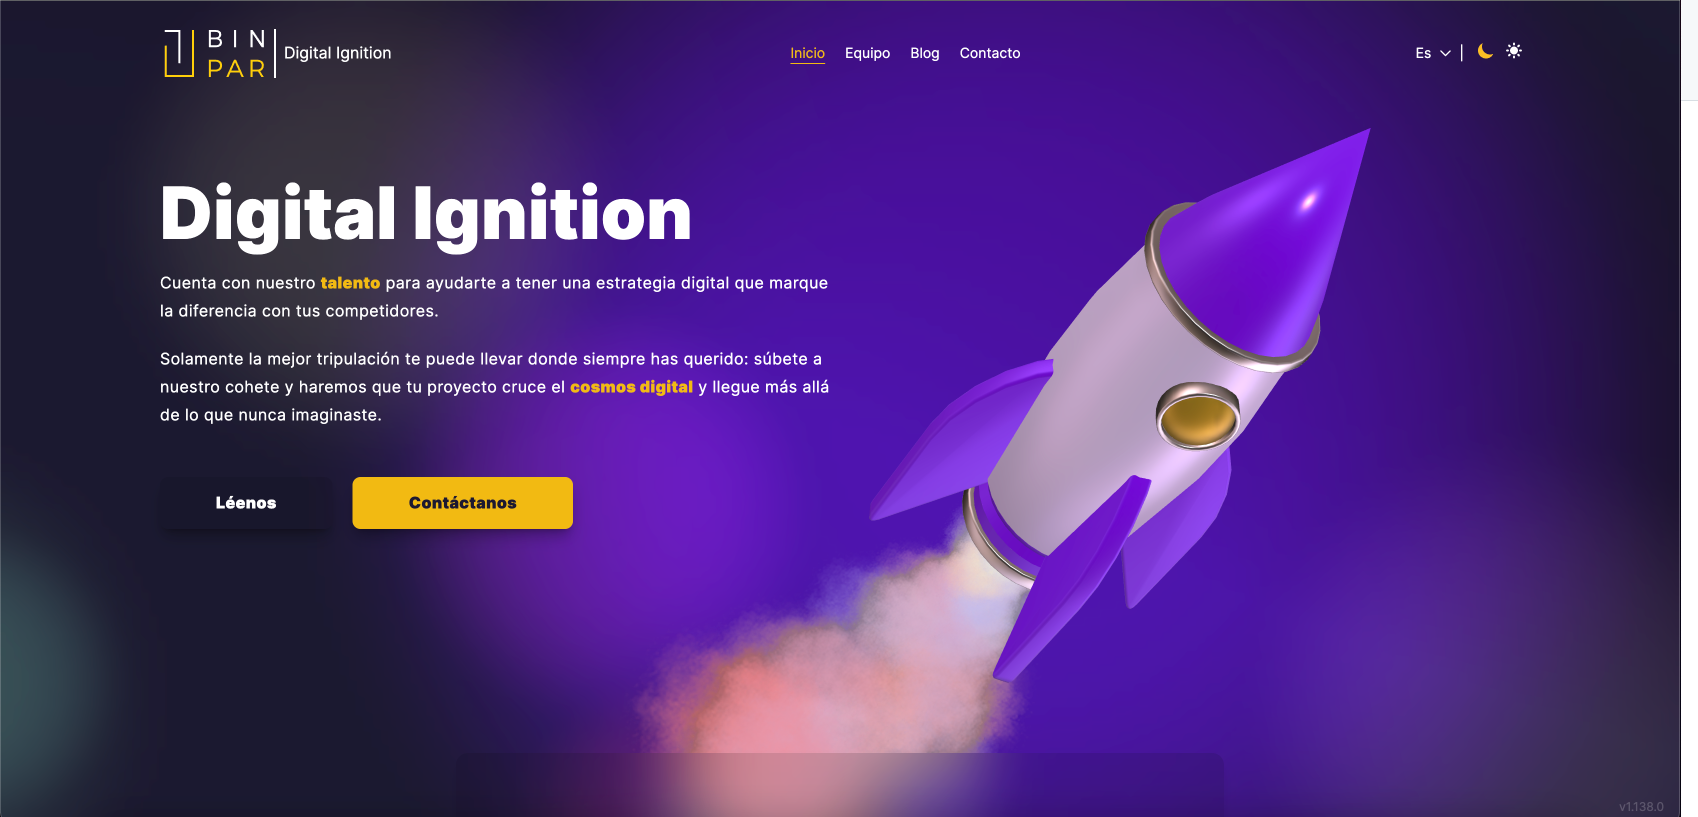 BIN
PAR
Digital Ignition
Inicio
Equipo
Blog
Contacto
Es
Digital Ignition
Cuenta con nuestro talento para ayudarte a tener una estrategia digital que marque
la diferencia con tus competidores.
Solamente la mejor tripulación te puede llevar donde siempre has querido: súbete a
nuestro cohete y haremos que tu proyecto cruce el cosmos digital y llegue más allá
de lo que nunca imaginaste.
Léenos
Contáctanos
v1.138.0